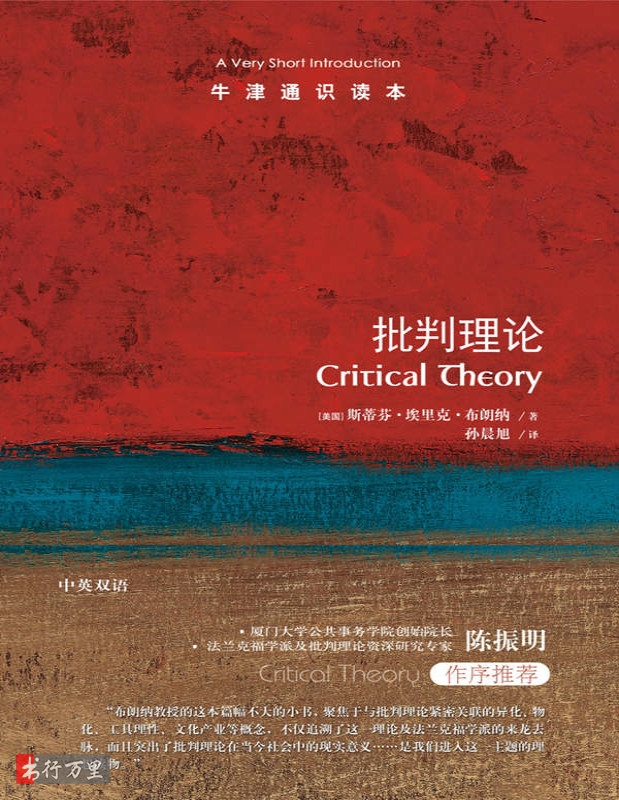 A Very Short Introduction
牛津通识读本
批判理论
Critical Theory
[美国] 斯蒂芬·埃里克·布朗纳 / 著
孙晨旭 / 译
中英双语
· 厦门大学公共事务学院创始院长
· 法兰克福学派及批判理论资深研究专家
陈振明
Critical Theory
作序推荐
“布朗纳教授的这本篇幅不大的小书，聚焦于与批判理论紧密关联的异化、物
化、工具理性、文化产业等概念，不仅追溯了这一理论及法兰克福学派的来龙去
脉，而且突出了批判理论在当今社会中的现实意义……是我们进入这一主题的理
物。”
书行万里